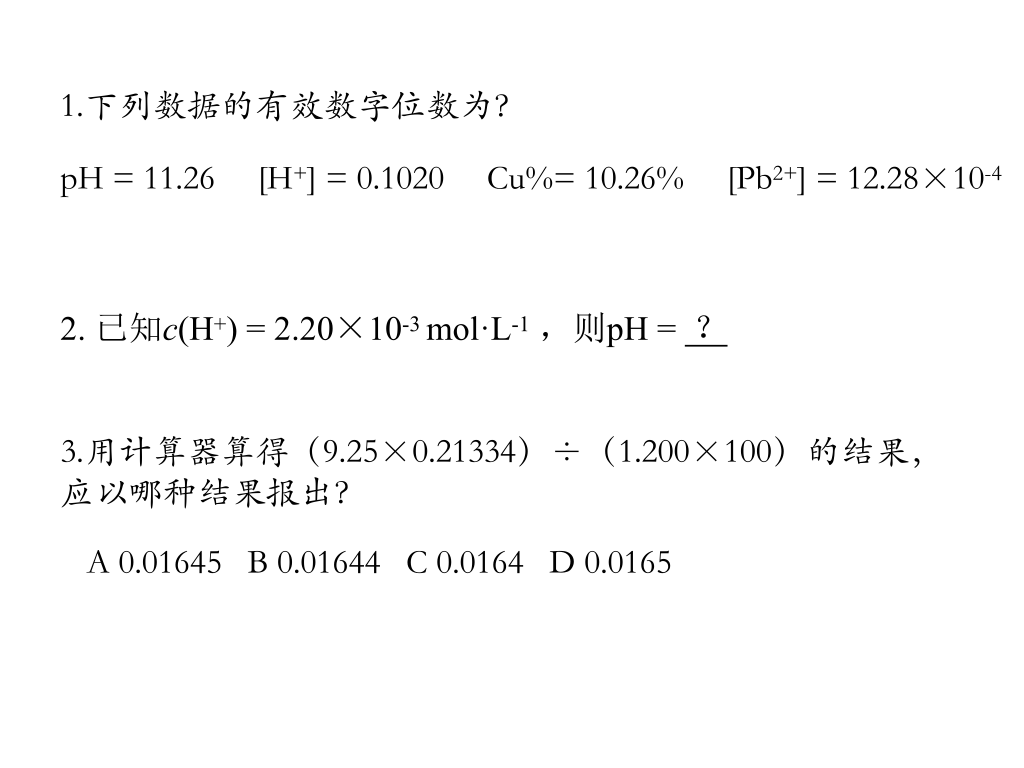 1.下列数据的有效数字位数为?
pH = 11.26 [H⁺] = 0.1020 Cu%= 10.26% [Pb²⁺] = 12.28×10⁻⁴
2. 已知c(H⁺) = 2.20×10⁻³ mol·L⁻¹ ，则pH = ？
3.用计算器算得（9.25×0.21334）÷（1.200×100）的结果，
应以哪种结果报出?
A 0.01645 B 0.01644 C 0.0164 D 0.0165